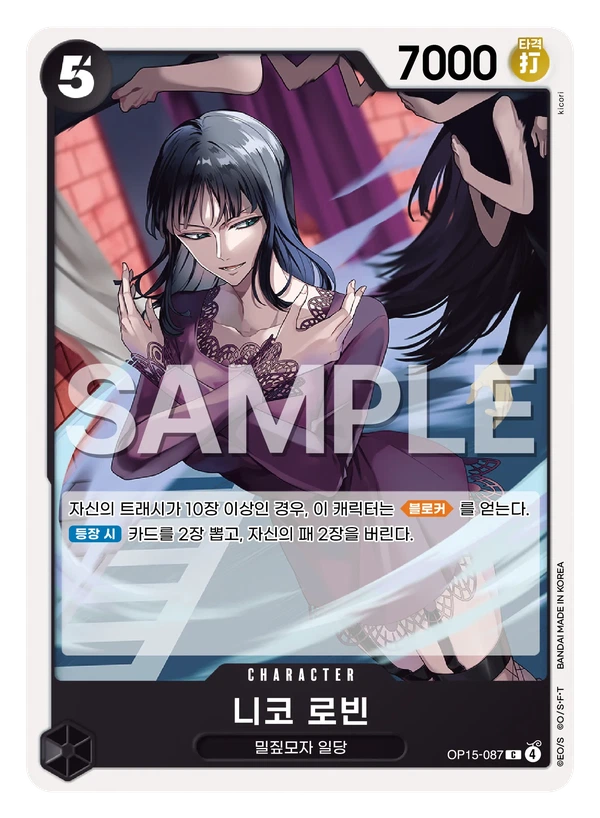 5
7000
타격
打
kicori
SAMPLE
자신의 트래시가 10장 이상인 경우, 이 캐릭터는 블로커 를 얻는다.
등장 시 카드를 2장 뽑고, 자신의 패 2장을 버린다.
CHARACTER
니코 로빈
밀짚모자 일당
OP15-087 C 4
©EO/S ©O/S·F·T BANDAI MADE IN KOREA